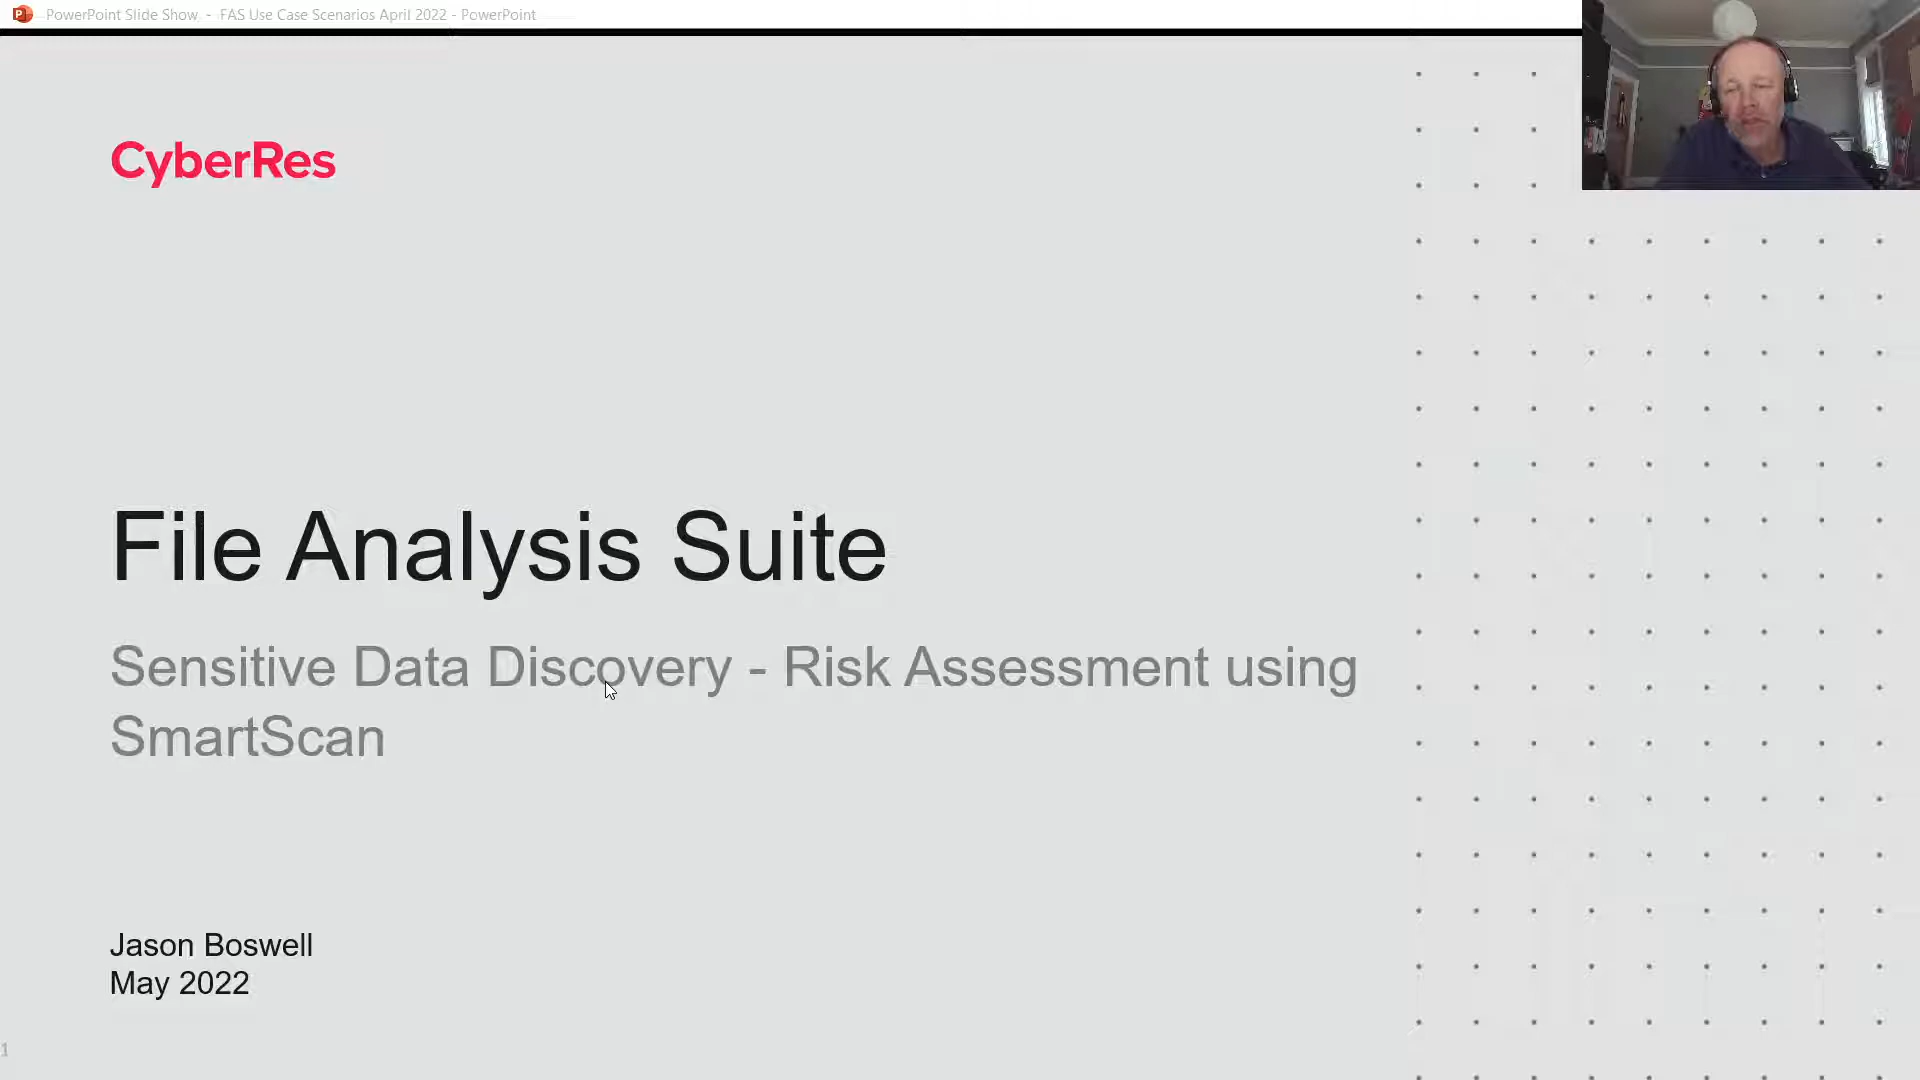 PowerPoint Slide Show - FAS Use Case Scenarios April 2022 - PowerPoint
CyberRes
File Analysis Suite
Sensitive Data Discovery - Risk Assessment using
SmartScan
Jason Boswell
May 2022
1